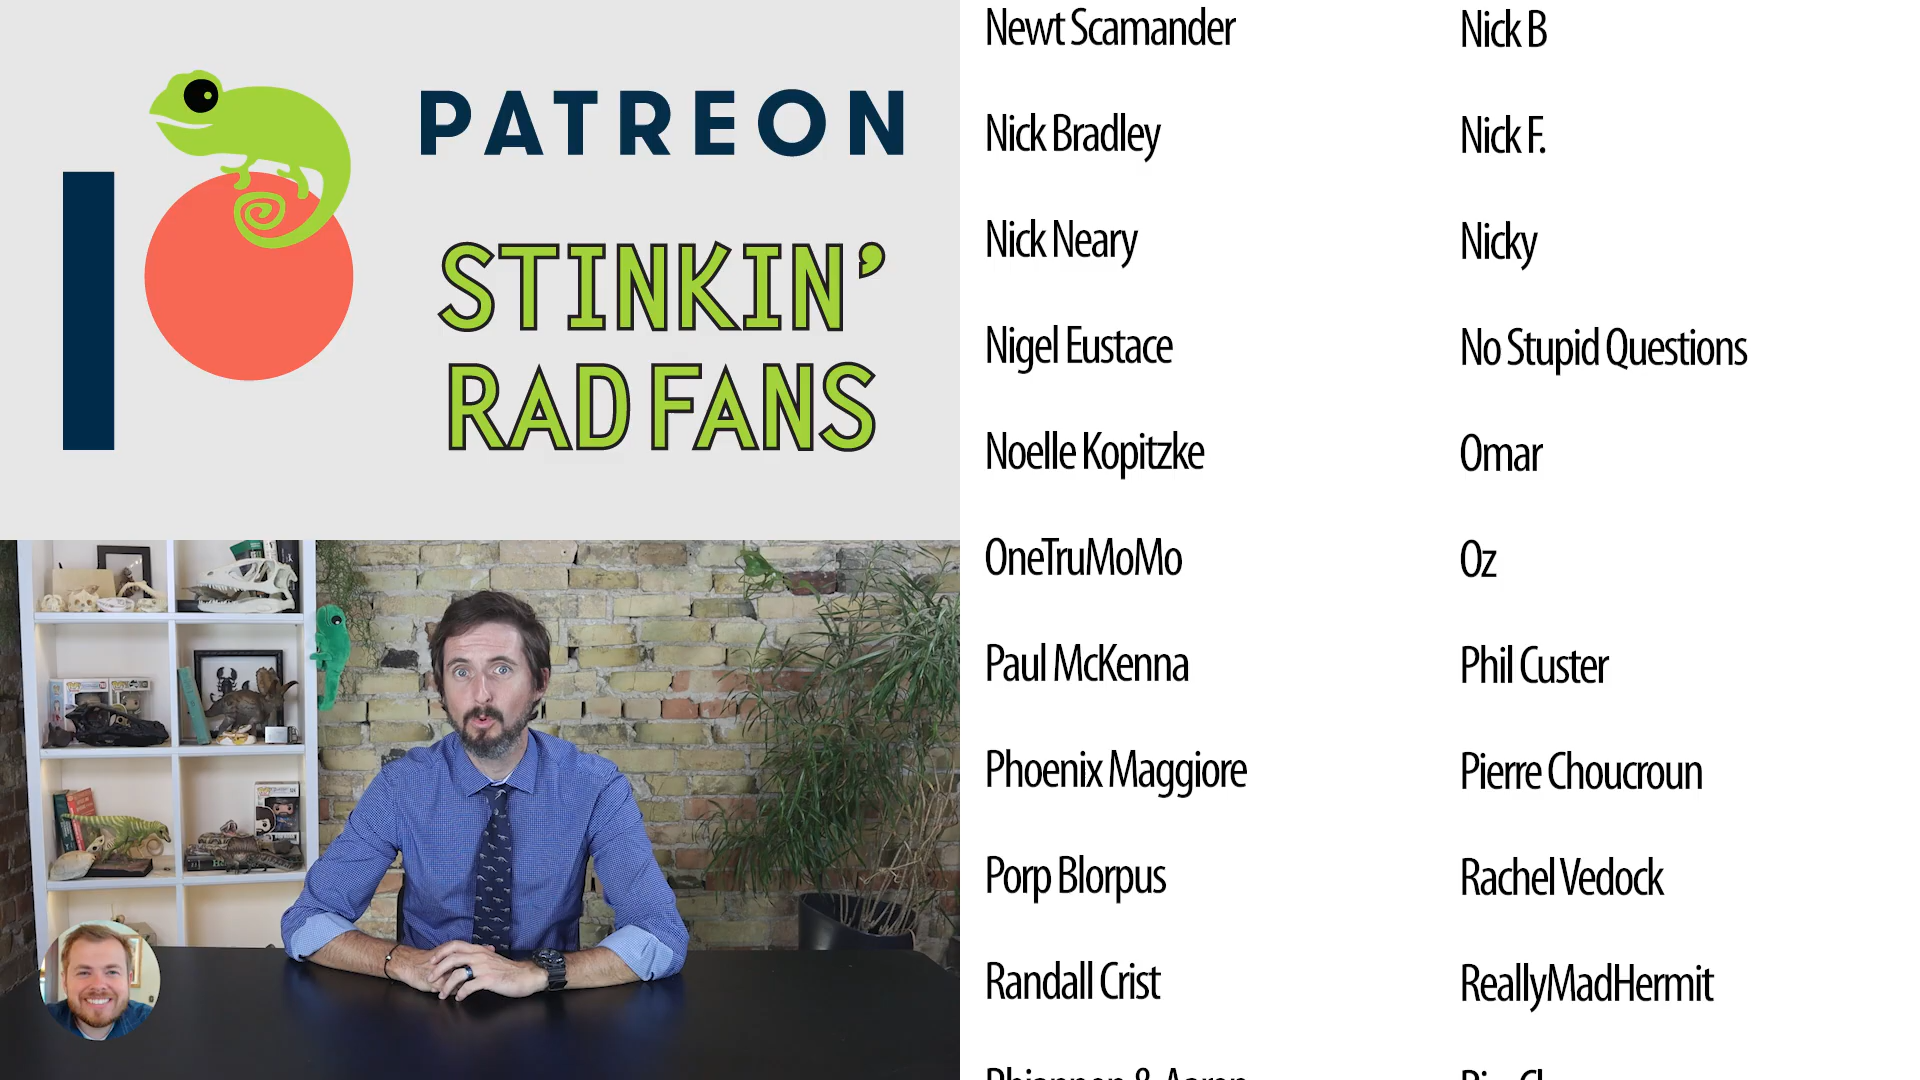 PATREON
STINKIN’
RAD FANS
Newt Scamander
Nick B
Nick Bradley
Nick F.
Nick Neary
Nicky
Nigel Eustace
No Stupid Questions
Noelle Kopitzke
Omar
OneTruMoMo
Oz
Paul McKenna
Phil Custer
Phoenix Maggiore
Pierre Choucroun
Porp Blorpus
Rachel Vedock
Randall Crist
ReallyMadHermit